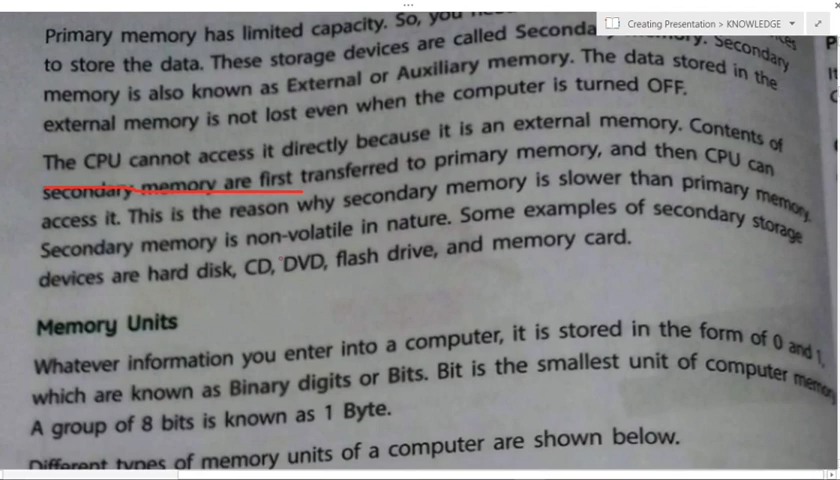 Creating Presentation > KNOWLEDGE
Primary memory has limited capacity. So, you
to store the data. These storage devices are called Seconda memory. Secondary
memory is also known as External or Auxiliary memory. The data stored in the
external memory is not lost even when the computer is turned OFF.
The CPU cannot access it directly because it is an external memory. Contents of
secondary memory are first transferred to primary memory, and then CPU can
access it. This is the reason why secondary memory is slower than primary memory.
Secondary memory is non-volatile in nature. Some examples of secondary storage
devices are hard disk, CD, DVD, flash drive, and memory card.
Memory Units
Whatever information you enter into a computer, it is stored in the form of 0 and 1,
which are known as Binary digits or Bits. Bit is the smallest unit of computer memory
A group of 8 bits is known as 1 Byte.
Different types of memory units of a computer are shown below.